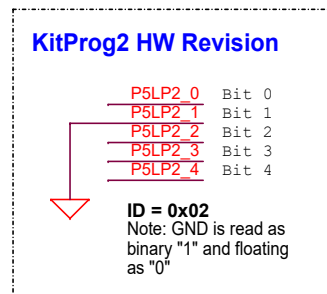 KitProg2 HW Revision
P5LP2_0 Bit 0
P5LP2_1 Bit 1
P5LP2_2 Bit 2
P5LP2_3 Bit 3
P5LP2_4 Bit 4
ID = 0x02
Note: GND is read as
binary "1" and floating
as "0"